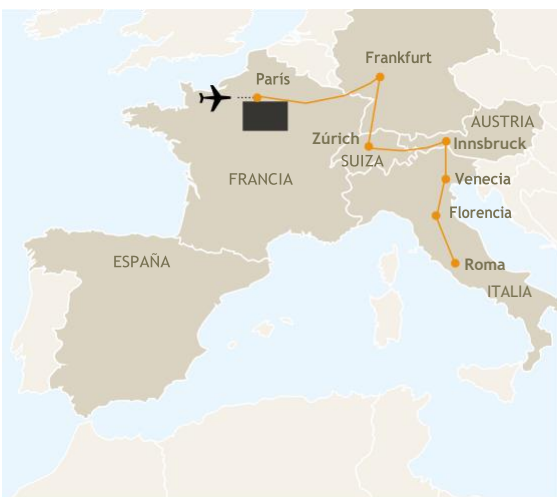 Frankfurt
París
AUSTRIA
Zúrich
Innsbruck
SUIZA
FRANCIA
Venecia
Florencia
ESPAÑA
Roma
ITALIA